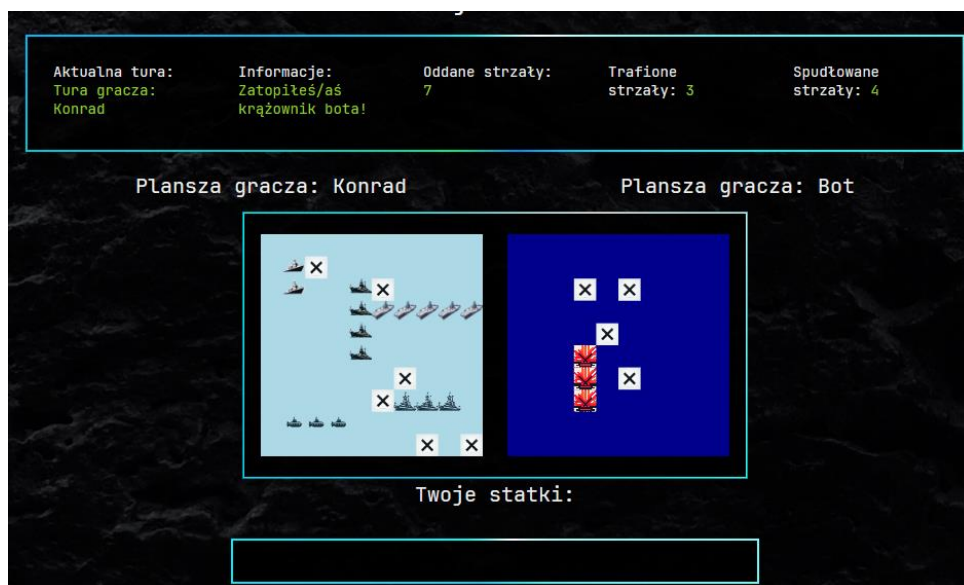 Aktualna tura:
Tura gracza:
Konrad
Informacje:
Zatopiłeś/aś
krążownik bota!
Oddane strzały:
7
Trafione
strzały: 3
Spudłowane
strzały: 4
Plansza gracza: Konrad
Plansza gracza: Bot
Twoje statki: